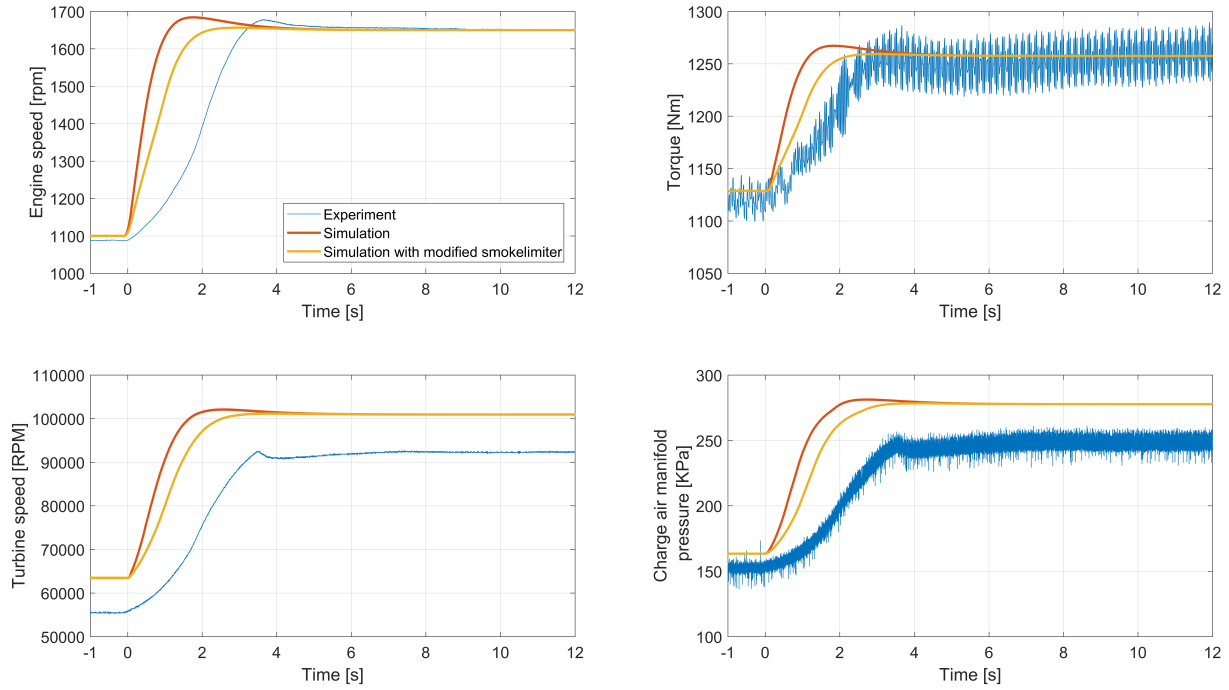 1700
1600
1500
1400
1300
1200
1100
1000
Engine speed [rpm]
-1 0 2 4 6 8 10 12
Time [s]
Experiment
Simulation
Simulation with modified smokelimiter
1300
1250
1200
1150
1100
1050
Torque [Nm]
-1 0 2 4 6 8 10 12
Time [s]
110000
100000
90000
80000
70000
60000
50000
Turbine speed [RPM]
-1 0 2 4 6 8 10 12
Time [s]
300
250
200
150
100
Charge air manifold
pressure [KPa]
-1 0 2 4 6 8 10 12
Time [s]